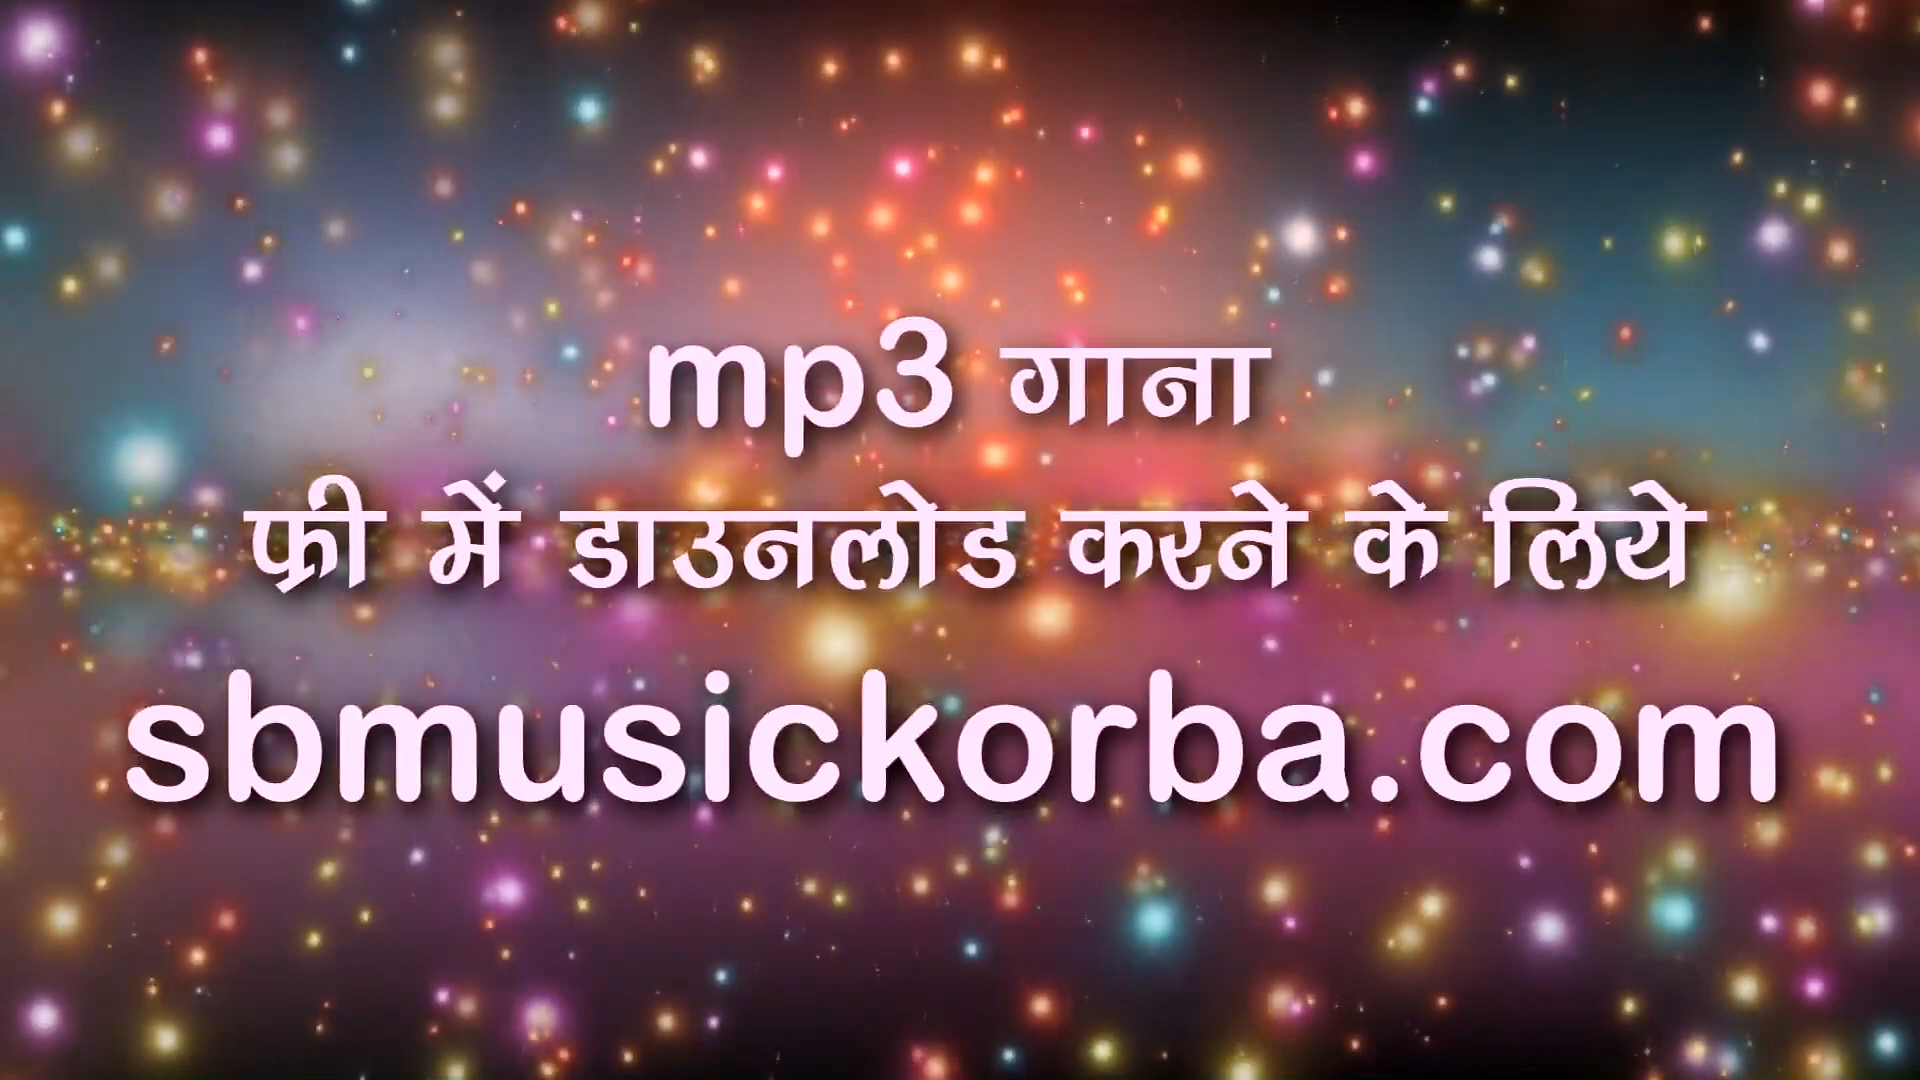 mp3 गाना
फ्री में डाउनलोड करने के लिये
sbmusickorba.com